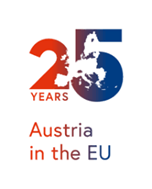 25
YEARS
Austria
in the EU